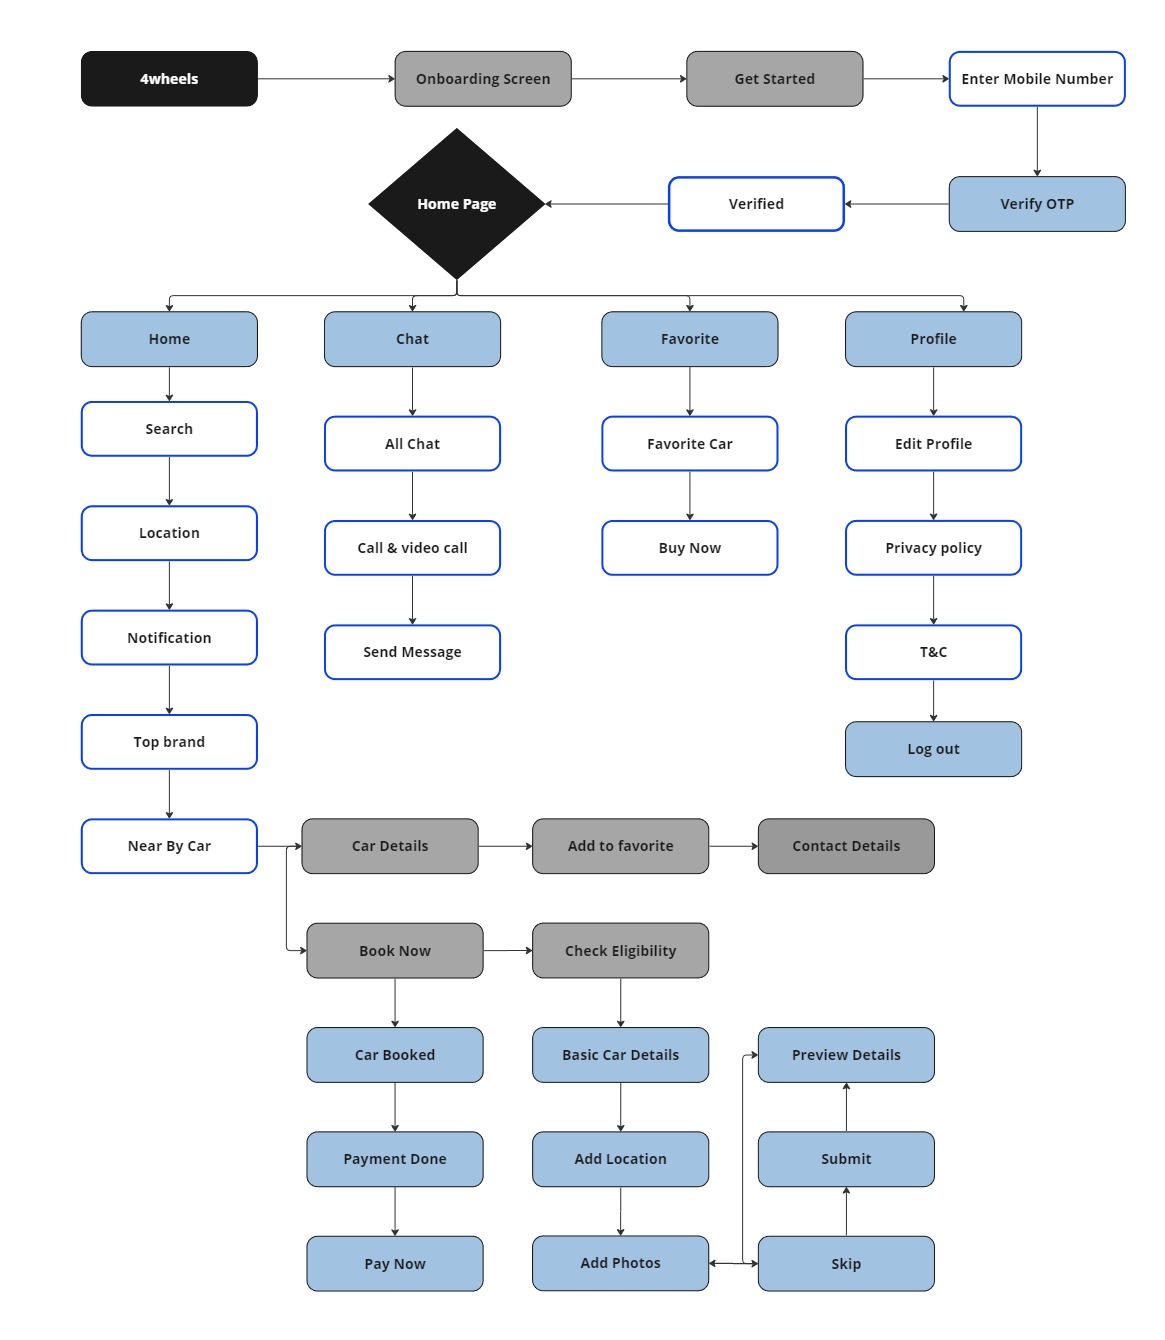 4wheels
Onboarding Screen
Get Started
Enter Mobile Number
Home Page
Verified
Verify OTP
Home
Chat
Favorite
Profile
Search
All Chat
Favorite Car
Edit Profile
Location
Call & video call
Buy Now
Privacy policy
Notification
Send Message
T&C
Top brand
Log out
Near By Car
Car Details
Add to favorite
Contact Details
Book Now
Check Eligibility
Car Booked
Basic Car Details
Preview Details
Payment Done
Add Location
Submit
Pay Now
Add Photos
Skip